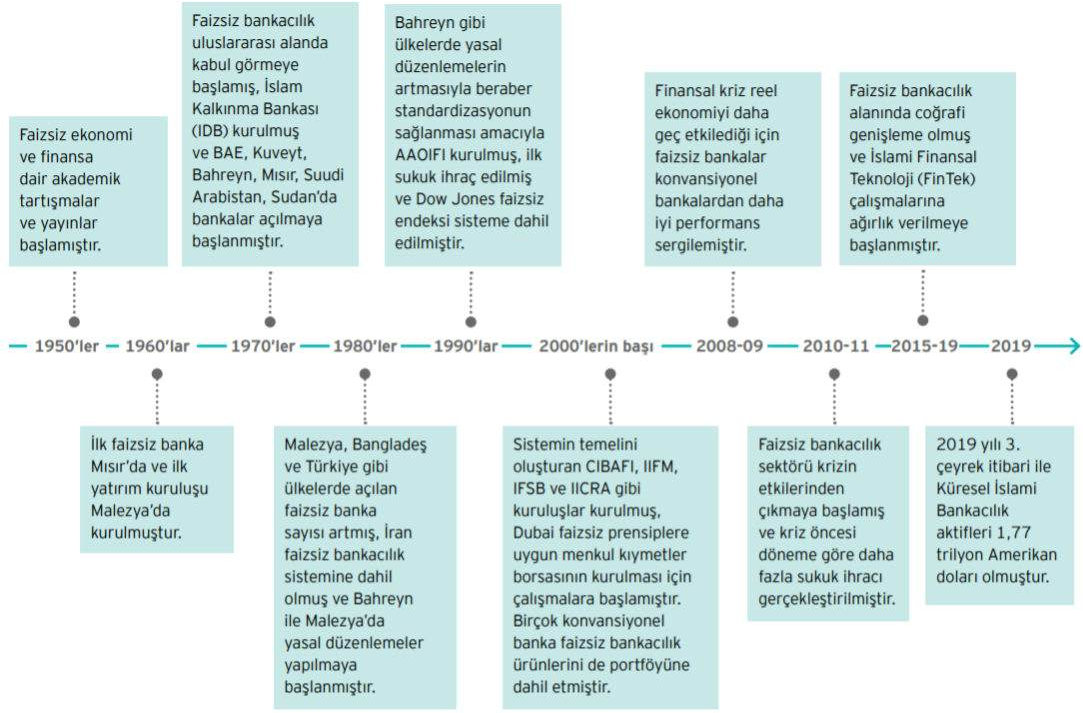 Faizsiz ekonomi
ve finansa
dair akademik
tartışmalar
ve yayınlar
başlamıştır.
Faizsiz bankacılık
uluslararası alanda
kabul görmeye
başlamış, İslam
Kalkınma Bankası
(IDB) kurulmuş
ve BAE, Kuveyt,
Bahreyn, Mısır, Suudi
Arabistan, Sudan’da
bankalar açılmaya
başlanmıştır.
Bahreyn gibi
ülkelerde yasal
düzenlemelerin
artmasıyla beraber
standardizasyonun
sağlanması amacıyla
AAOIFI kurulmuş, ilk
sukuk ihraç edilmiş
ve Dow Jones faizsiz
endeksi sisteme dahil
edilmiştir.
Finansal kriz reel
ekonomiyi daha
geç etkilediği için
faizsiz bankalar
konvansiyonel
bankalardan daha
iyi performans
sergilemiştir.
Faizsiz bankacılık
alanında coğrafi
genişleme olmuş
ve İslami Finansal
Teknoloji (FinTek)
çalışmalarına
ağırlık verilmeye
başlanmıştır.
1950’ler 1960’lar 1970’ler 1980’ler 1990’lar 2000’lerin başı 2008-09 2010-11 2015-19 2019
İlk faizsiz banka
Mısır’da ve ilk
yatırım kuruluşu
Malezya’da
kurulmuştur.
Malezya, Bangladeş
ve Türkiye gibi
ülkelerde açılan
faizsiz banka
sayısı artmış, İran
faizsiz bankacılık
sistemine dahil
olmuş ve Bahreyn
ile Malezya’da
yasal düzenlemeler
yapılmaya
başlanmıştır.
Sistemin temelini
oluşturan CIBAFI, IIFM,
IFSB ve IICRA gibi
kuruluşlar kurulmuş,
Dubai faizsiz prensiplere
uygun menkul kıymetler
borsasının kurulması için
çalışmalara başlamıştır.
Birçok konvansiyonel
banka faizsiz bankacılık
ürünlerini de portföyüne
dahil etmiştir.
Faizsiz bankacılık
sektörü krizin
etkilerinden
çıkmaya başlamış
ve kriz öncesi
döneme göre daha
fazla sukuk ihracı
gerçekleştirilmiştir.
2019 yılı 3.
çeyrek itibari ile
Küresel İslami
Bankacılık
aktifleri 1,77
trilyon Amerikan
doları olmuştur.